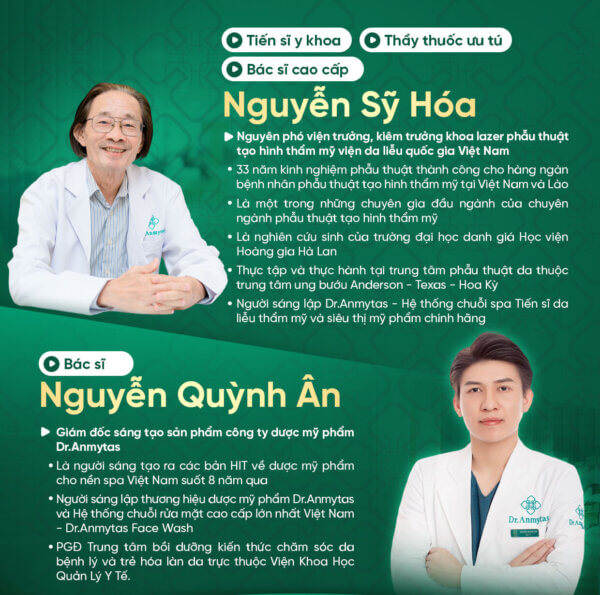 Tiến sĩ y khoa
Thầy thuốc ưu tú
Bác sĩ cao cấp
Nguyễn Sỹ Hóa
Nguyên phó viện trưởng, kiêm trưởng khoa lazer phẫu thuật
tạo hình thẩm mỹ viện da liễu quốc gia Việt Nam
• 33 năm kinh nghiệm phẫu thuật thành công cho hàng ngàn
bệnh nhân phẫu thuật tạo hình thẩm mỹ tại Việt Nam và Lào
• Là một trong những chuyên gia đầu ngành của chuyên
ngành phẫu thuật tạo hình thẩm mỹ
• Là nghiên cứu sinh của trường đại học danh giá Học viện
Hoàng gia Hà Lan
• Thực tập và thực hành tại trung tâm phẫu thuật da thuộc
trung tâm ung bướu Anderson - Texas - Hoa Kỳ
• Người sáng lập Dr.Anmytas - Hệ thống chuỗi spa Tiến sĩ da
liễu thẩm mỹ và siêu thị mỹ phẩm chính hãng
Anmytas
Bác sĩ
Nguyễn Quỳnh Ân
Giám đốc sáng tạo sản phẩm công ty dược mỹ phẩm
Dr.Anmytas
• Là người sáng tạo ra các bản HIT về dược mỹ phẩm
cho nền spa Việt Nam suốt 8 năm qua
• Người sáng lập thương hiệu dược mỹ phẩm Dr.Anmytas
và Hệ thống chuỗi rửa mặt cao cấp lớn nhất Việt Nam
- Dr.Anmytas Face Wash
• PGĐ Trung tâm bồi dưỡng kiến thức chăm sóc da
bệnh lý và trẻ hóa làn da trực thuộc Viện Khoa Học
Quản Lý Y Tế.
Dr.Anmytas